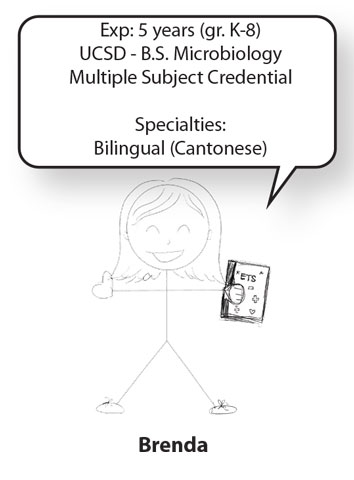 Exp: 5 years (gr. K-8)
UCSD - B.S. Microbiology
Multiple Subject Credential
Specialties:
Bilingual (Cantonese)
ETS
Brenda